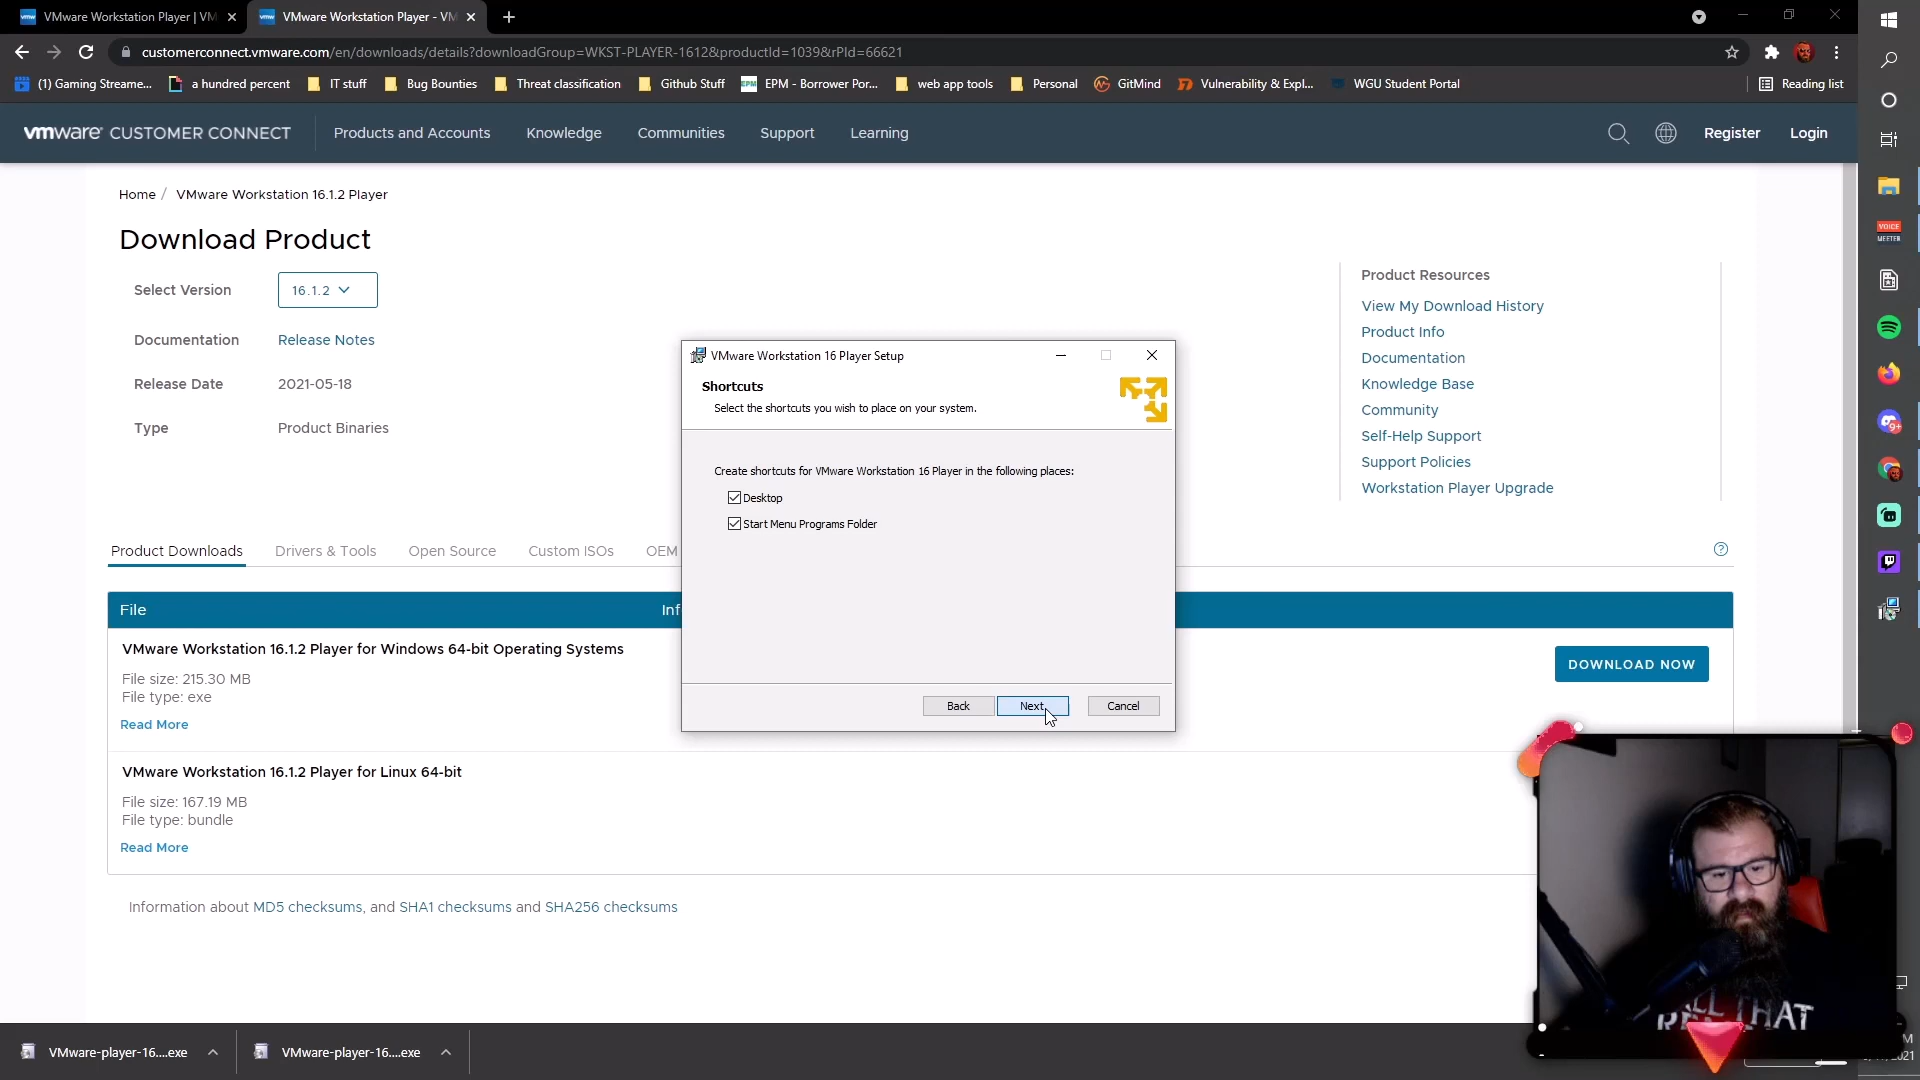 VMware Workstation Player | VM
VMware Workstation Player - VM
customerconnect.vmware.com/en/downloads/details?downloadGroup=WKST-PLAYER-1612&productId=1039&rPId=66621
(1) Gaming Streame...
a hundred percent
IT stuff
Bug Bounties
Threat classification
Github Stuff
EPM - Borrower Por...
web app tools
Personal
GitMind
Vulnerability & Expl...
WGU Student Portal
Reading list
vmware CUSTOMER CONNECT
Products and Accounts
Knowledge
Communities
Support
Learning
Register
Login
Home / VMware Workstation 16.1.2 Player
Download Product
Select Version
16.1.2
Documentation
Release Notes
Release Date
2021-05-18
Type
Product Binaries
Product Resources
View My Download History
Product Info
Documentation
Knowledge Base
Community
Self-Help Support
Support Policies
Workstation Player Upgrade
VMware Workstation 16 Player Setup
Shortcuts
Select the shortcuts you wish to place on your system.
Create shortcuts for VMware Workstation 16 Player in the following places:
Desktop
Start Menu Programs Folder
Back
Next
Cancel
Product Downloads
Drivers & Tools
Open Source
Custom ISOs
OEM
File
Inf
VMware Workstation 16.1.2 Player for Windows 64-bit Operating Systems
File size: 215.30 MB
File type: exe
Read More
DOWNLOAD NOW
VMware Workstation 16.1.2 Player for Linux 64-bit
File size: 167.19 MB
File type: bundle
Read More
Information about MD5 checksums, and SHA1 checksums and SHA256 checksums
VMware-player-16....exe
VMware-player-16....exe
VOICE
MEETER
9+
THAT